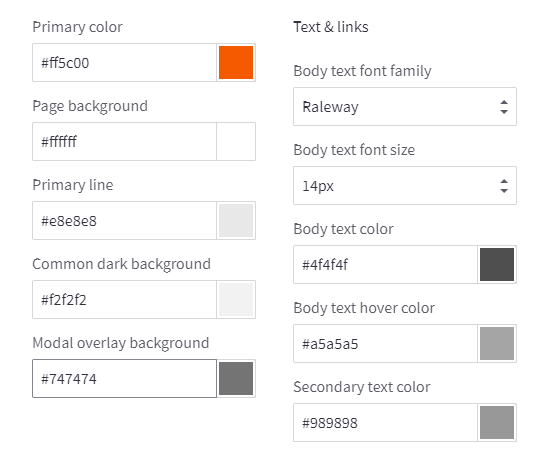 Primary color
#ff5c00
Page background
#ffffff
Primary line
#e8e8e8
Common dark background
#f2f2f2
Modal overlay background
#747474
Text & links
Body text font family
Raleway
Body text font size
14px
Body text color
#4f4f4f
Body text hover color
#a5a5a5
Secondary text color
#989898